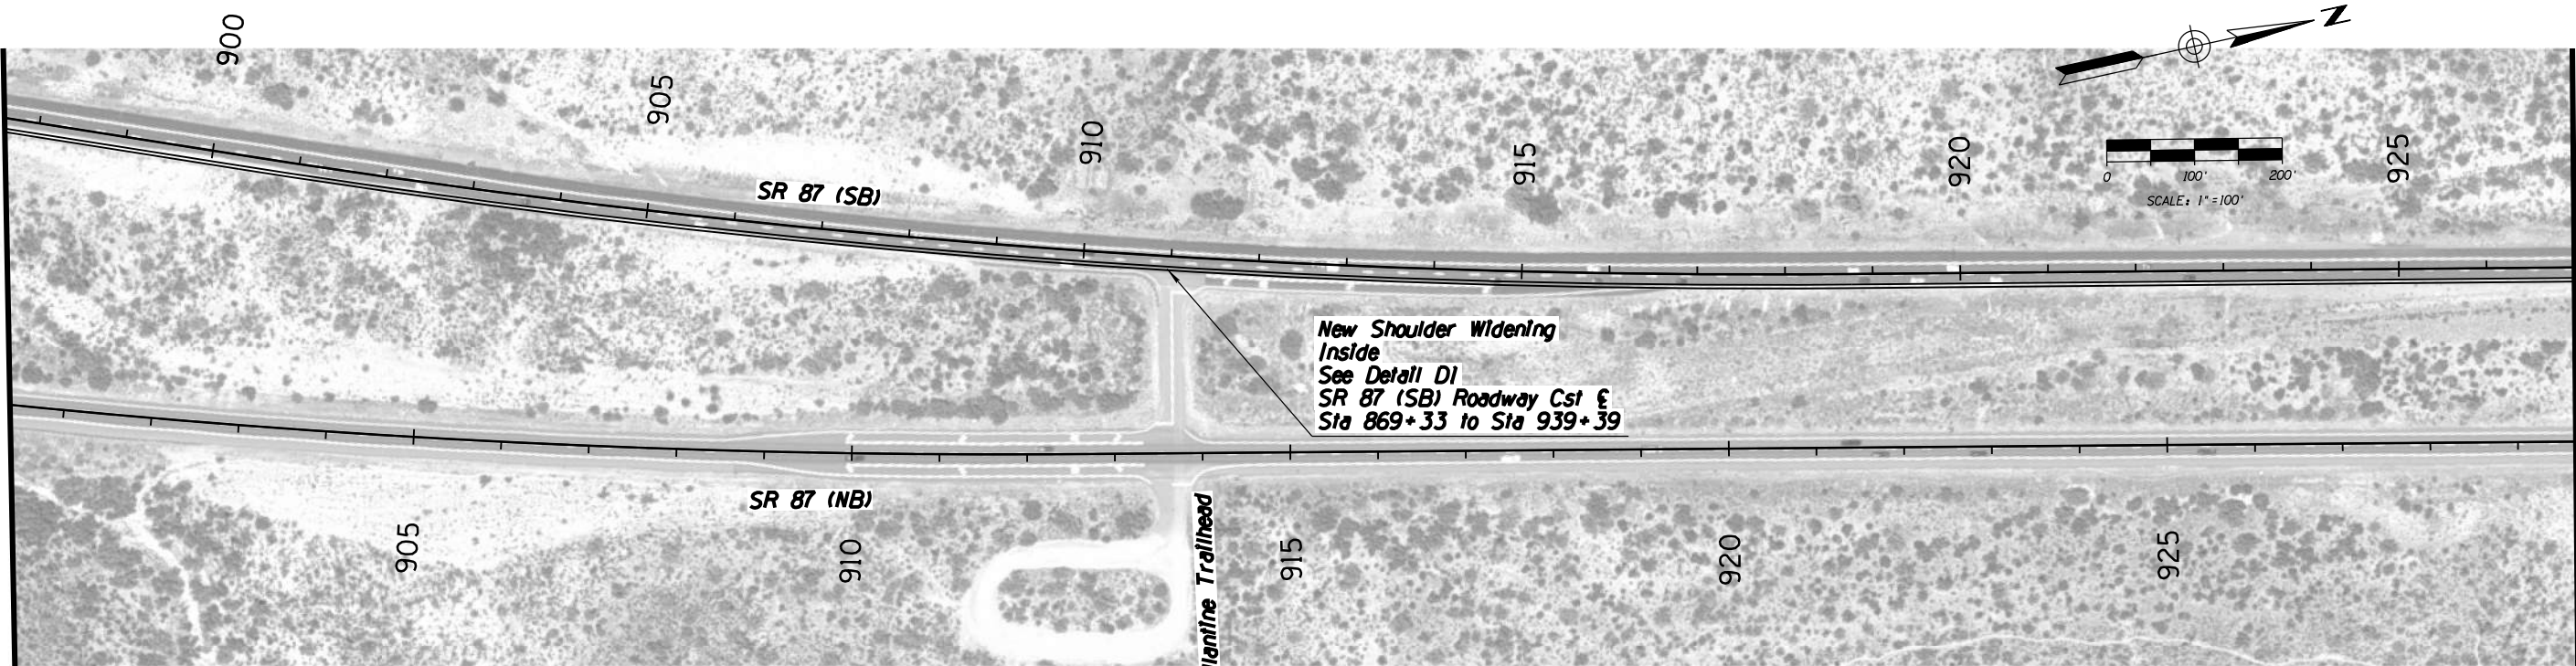 900
905
910
915
920
925
N
0 100' 200'
SCALE: 1" =100'
SR 87 (SB)
New Shoulder Widening
Inside
See Detail D1
SR 87 (SB) Roadway Cst ℄
Sta 869+33 to Sta 939+39
SR 87 (NB)
905
910
915
920
925
Trailhead